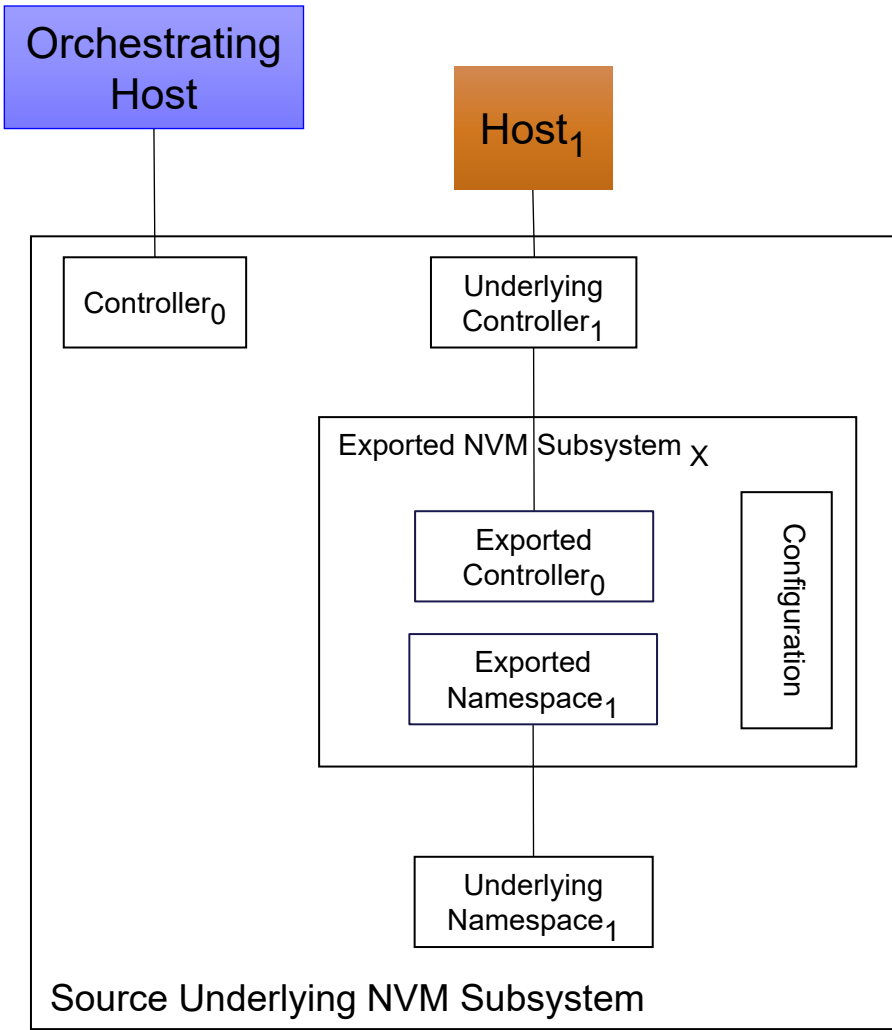 Orchestrating
Host
Host1
Controller0
Underlying
Controller1
Exported NVM Subsystem X
Exported
Controller0
Configuration
Exported
Namespace1
Underlying
Namespace1
Source Underlying NVM Subsystem